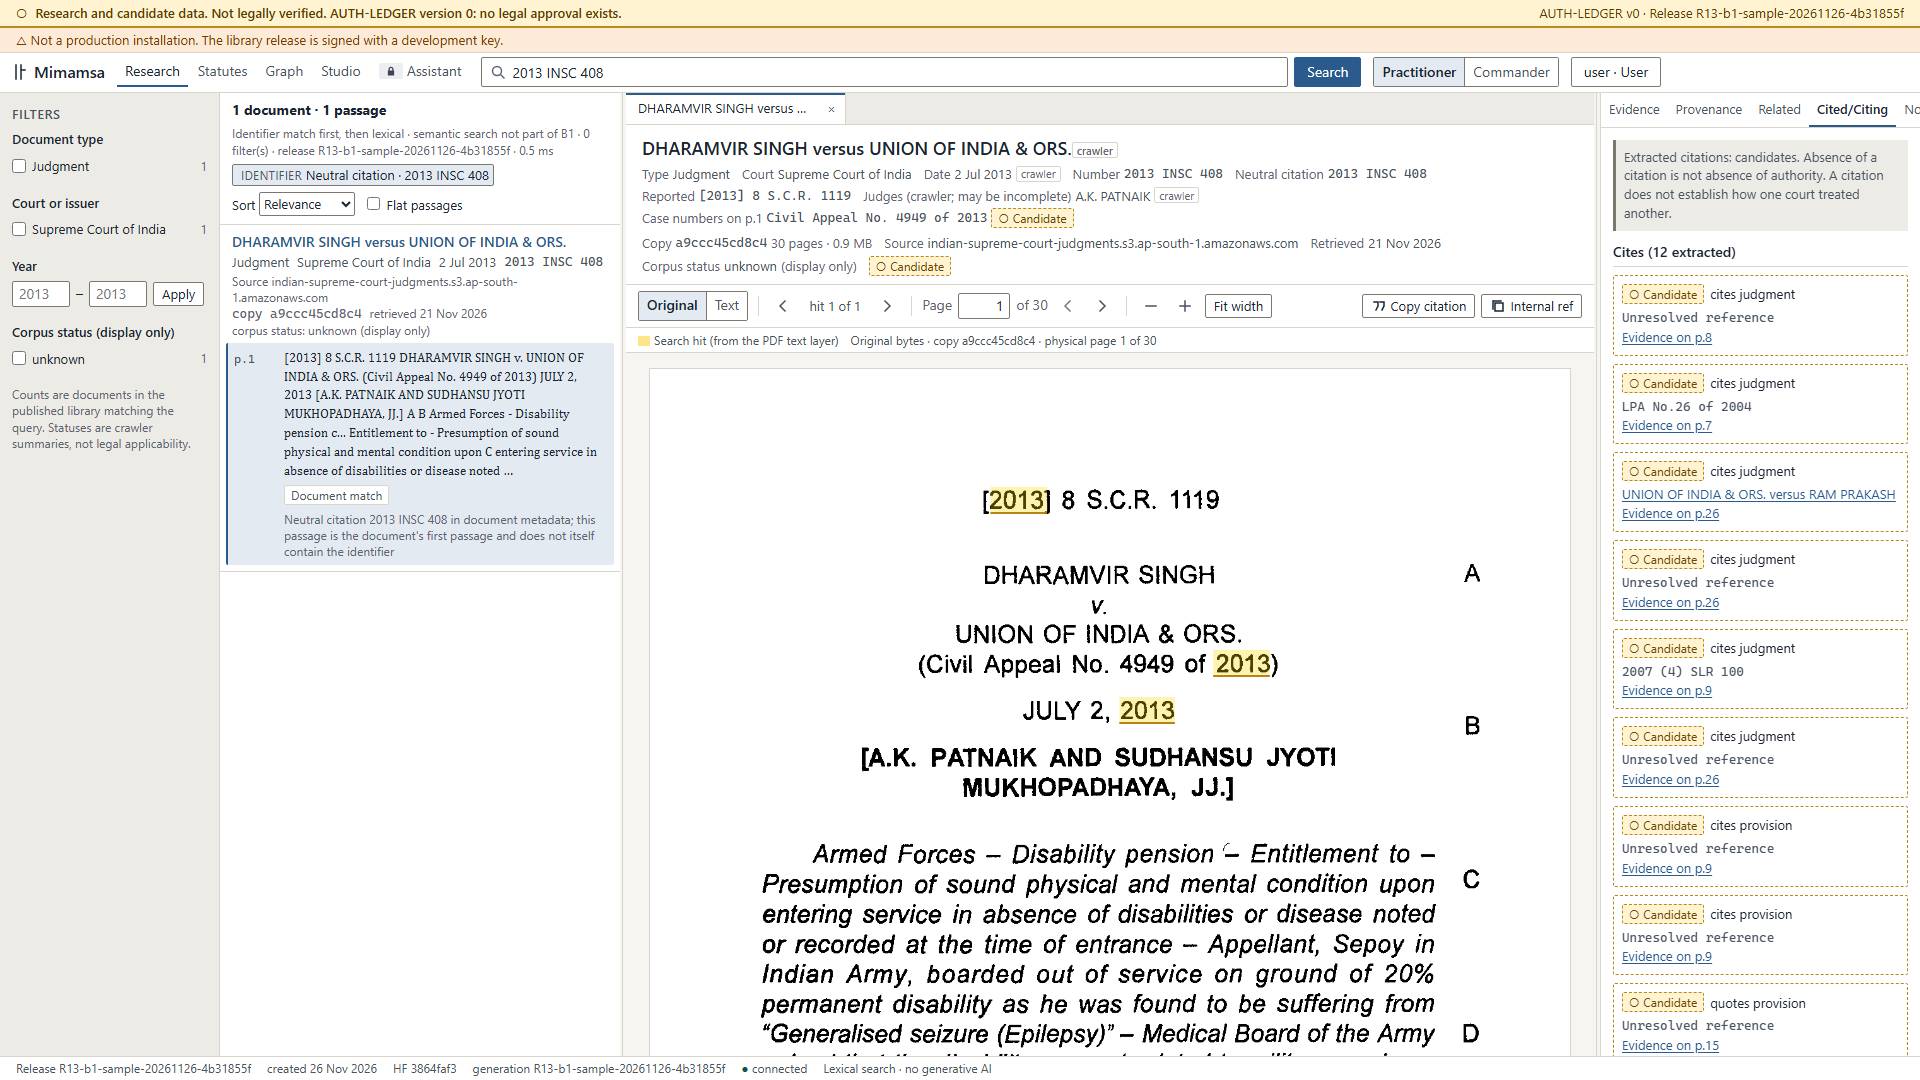 Research and candidate data. Not legally verified. AUTH-LEDGER version 0: no legal approval exists.
AUTH-LEDGER v0 · Release R13-b1-sample-20261126-4b31855f
⚠ Not a production installation. The library release is signed with a development key.
Mimamsa
Research
Statutes
Graph
Studio
Assistant
2013 INSC 408
Search
Practitioner
Commander
user · User
FILTERS
Document type
Judgment 1
Court or issuer
Supreme Court of India 1
Year
2013 – 2013 Apply
Corpus status (display only)
unknown 1
Counts are documents in the
published library matching the
query. Statuses are crawler
summaries, not legal applicability.
1 document · 1 passage
Identifier match first, then lexical · semantic search not part of B1 · 0
filter(s) · release R13-b1-sample-20261126-4b31855f · 0.5 ms
IDENTIFIER Neutral citation · 2013 INSC 408
Sort Relevance Flat passages
DHARAMVIR SINGH versus UNION OF INDIA & ORS.
Judgment Supreme Court of India 2 Jul 2013 2013 INSC 408
Source indian-supreme-court-judgments.s3.ap-south-
1.amazonaws.com
copy a9ccc45cd8c4 retrieved 21 Nov 2026
corpus status: unknown (display only)
p.1
[2013] 8 S.C.R. 1119 DHARAMVIR SINGH v. UNION OF
INDIA & ORS. (Civil Appeal No. 4949 of 2013) JULY 2,
2013 [A.K. PATNAIK AND SUDHANSU JYOTI
MUKHOPADHAYA, JJ.] A B Armed Forces - Disability
pension c... Entitlement to - Presumption of sound
physical and mental condition upon C entering service in
absence of disabilities or disease noted ...
Document match
Neutral citation 2013 INSC 408 in document metadata; this
passage is the document's first passage and does not itself
contain the identifier
DHARAMVIR SINGH versus ... ×
DHARAMVIR SINGH versus UNION OF INDIA & ORS. crawler
Type Judgment Court Supreme Court of India Date 2 Jul 2013 crawler Number 2013 INSC 408 Neutral citation 2013 INSC 408
Reported [2013] 8 S.C.R. 1119 Judges (crawler; may be incomplete) A.K. PATNAIK crawler
Case numbers on p.1 Civil Appeal No. 4949 of 2013 Candidate
Copy a9ccc45cd8c4 30 pages · 0.9 MB Source indian-supreme-court-judgments.s3.ap-south-1.amazonaws.com Retrieved 21 Nov 2026
Corpus status unknown (display only) Candidate
Original Text hit 1 of 1 Page 1 of 30 Fit width Copy citation Internal ref
Search hit (from the PDF text layer) Original bytes · copy a9ccc45cd8c4 · physical page 1 of 30
[2013] 8 S.C.R. 1119
DHARAMVIR SINGH A
v.
UNION OF INDIA & ORS.
(Civil Appeal No. 4949 of 2013)
JULY 2, 2013
B
[A.K. PATNAIK AND SUDHANSU JYOTI
MUKHOPADHAYA, JJ.]
Armed Forces – Disability pension – Entitlement to –
Presumption of sound physical and mental condition upon C
entering service in absence of disabilities or disease noted
or recorded at the time of entrance – Appellant, Sepoy in
Indian Army, boarded out of service on ground of 20%
permanent disability as he was found to be suffering from
“Generalised seizure (Epilepsy)” – Medical Board of the Army D
Evidence
Provenance
Related
Cited/Citing
No
Extracted citations: candidates. Absence of a
citation is not absence of authority. A citation
does not establish how one court treated
another.
Cites (12 extracted)
Candidate cites judgment
Unresolved reference
Evidence on p.8
Candidate cites judgment
LPA No.26 of 2004
Evidence on p.7
Candidate cites judgment
UNION OF INDIA & ORS. versus RAM PRAKASH
Evidence on p.26
Candidate cites judgment
Unresolved reference
Evidence on p.26
Candidate cites judgment
2007 (4) SLR 100
Evidence on p.9
Candidate cites judgment
Unresolved reference
Evidence on p.26
Candidate cites provision
Unresolved reference
Evidence on p.9
Candidate cites provision
Unresolved reference
Evidence on p.9
Candidate quotes provision
Unresolved reference
Evidence on p.15
Release R13-b1-sample-20261126-4b31855f created 26 Nov 2026 HF 3864faf3 generation R13-b1-sample-20261126-4b31855f connected Lexical search · no generative AI